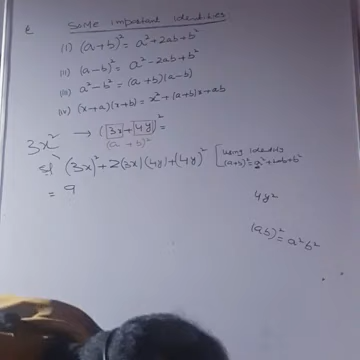 Some important Identities
(i) (a+b)² = a²+2ab+b²
(ii) (a-b)² = a²-2ab+b²
(iii) a²-b² = (a+b)(a-b)
(iv) (x+a)(x+b) = x²+(a+b)x+ab
3x² → (3x+4y)² =
(a+b)²
(3x)²+2(3x)(4y)+(4y)² [using identity
(a+b)²=a²+2ab+b²
= 9
4y²
(ab)² = a²b²